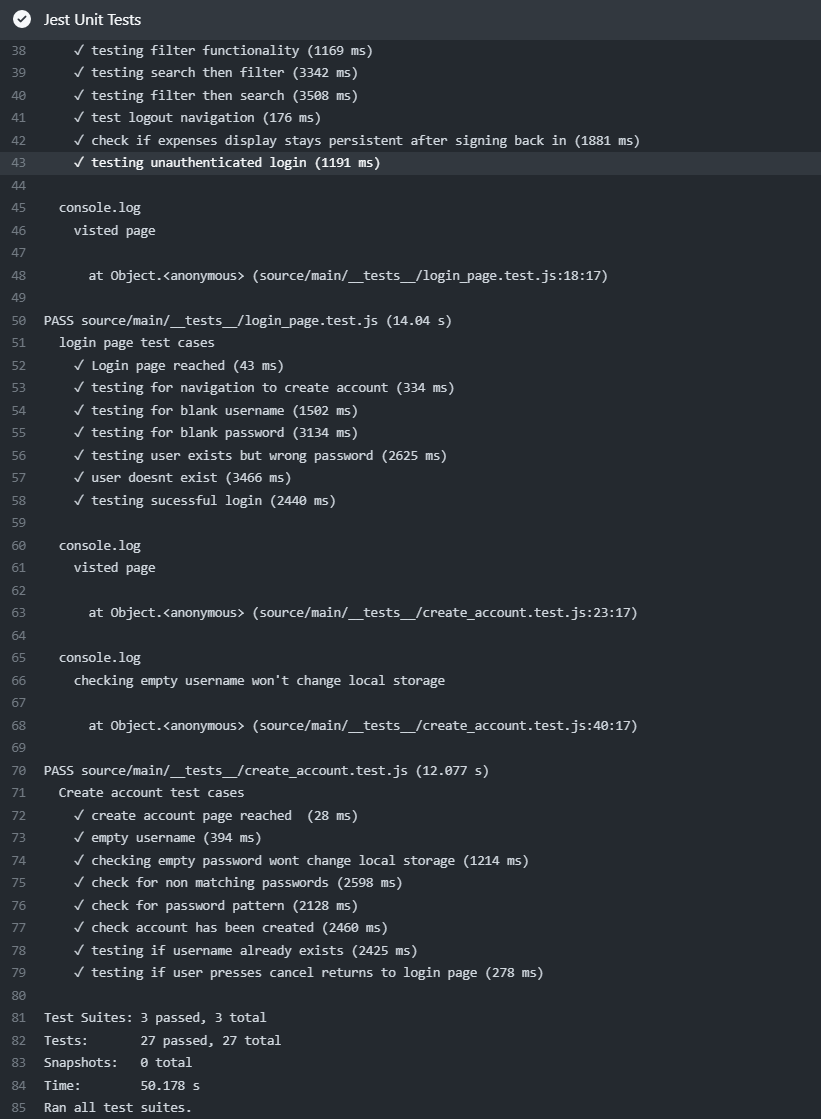 Jest Unit Tests
38 ✓ testing filter functionality (1169 ms)
39 ✓ testing search then filter (3342 ms)
40 ✓ testing filter then search (3508 ms)
41 ✓ test logout navigation (176 ms)
42 ✓ check if expenses display stays persistent after signing back in (1881 ms)
43 ✓ testing unauthenticated login (1191 ms)
44
45 console.log
46 visted page
47
48 at Object.<anonymous> (source/main/__tests__/login_page.test.js:18:17)
49
50 PASS source/main/__tests__/login_page.test.js (14.04 s)
51 login page test cases
52 ✓ Login page reached (43 ms)
53 ✓ testing for navigation to create account (334 ms)
54 ✓ testing for blank username (1502 ms)
55 ✓ testing for blank password (3134 ms)
56 ✓ testing user exists but wrong password (2625 ms)
57 ✓ user doesnt exist (3466 ms)
58 ✓ testing sucessful login (2440 ms)
59
60 console.log
61 visted page
62
63 at Object.<anonymous> (source/main/__tests__/create_account.test.js:23:17)
64
65 console.log
66 checking empty username won't change local storage
67
68 at Object.<anonymous> (source/main/__tests__/create_account.test.js:40:17)
69
70 PASS source/main/__tests__/create_account.test.js (12.077 s)
71 Create account test cases
72 ✓ create account page reached  (28 ms)
73 ✓ empty username (394 ms)
74 ✓ checking empty password wont change local storage (1214 ms)
75 ✓ check for non matching passwords (2598 ms)
76 ✓ check for password pattern (2128 ms)
77 ✓ check account has been created (2460 ms)
78 ✓ testing if username already exists (2425 ms)
79 ✓ testing if user presses cancel returns to login page (278 ms)
80
81 Test Suites: 3 passed, 3 total
82 Tests:       27 passed, 27 total
83 Snapshots:   0 total
84 Time:        50.178 s
85 Ran all test suites.